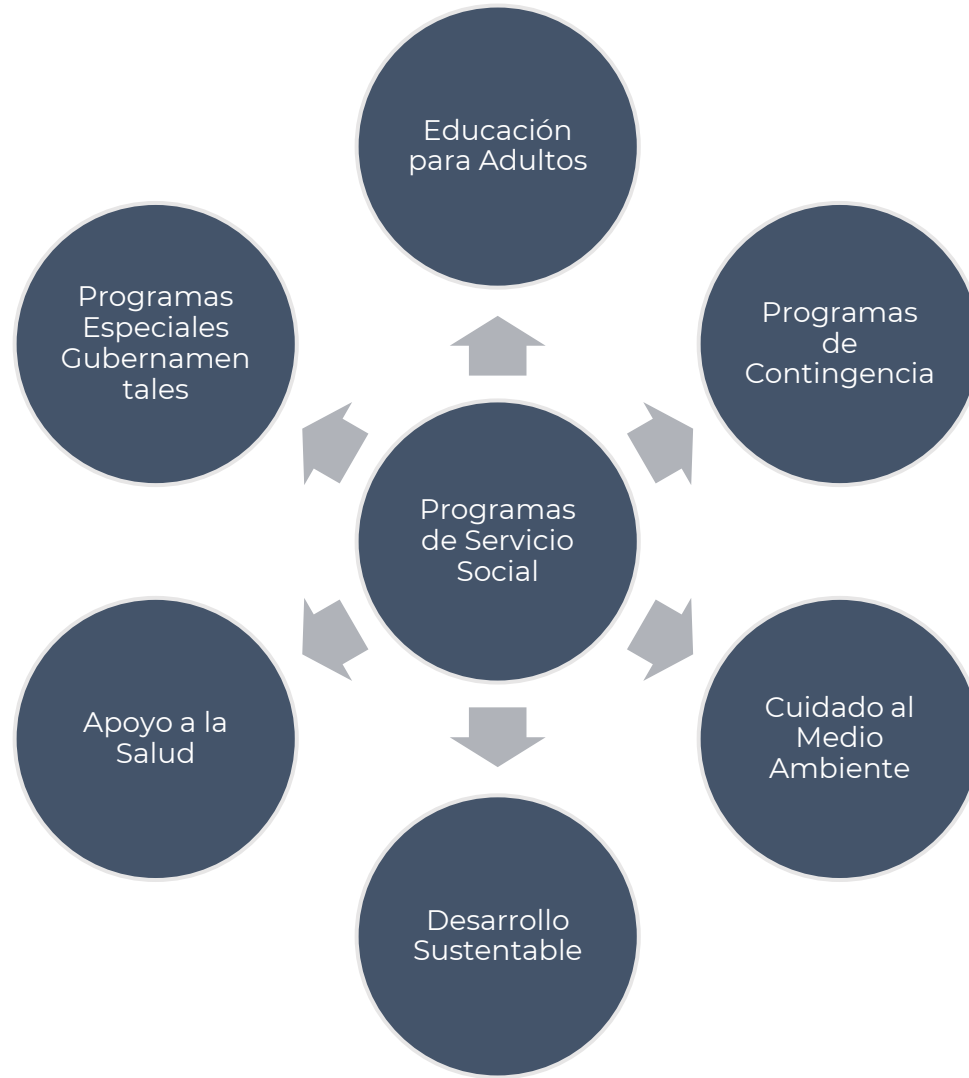 Educación
para Adultos
Programas
de
Contingencia
Cuidado al
Medio
Ambiente
Desarrollo
Sustentable
Apoyo a la
Salud
Programas
Especiales
Gubernamen
tales
Programas
de Servicio
Social